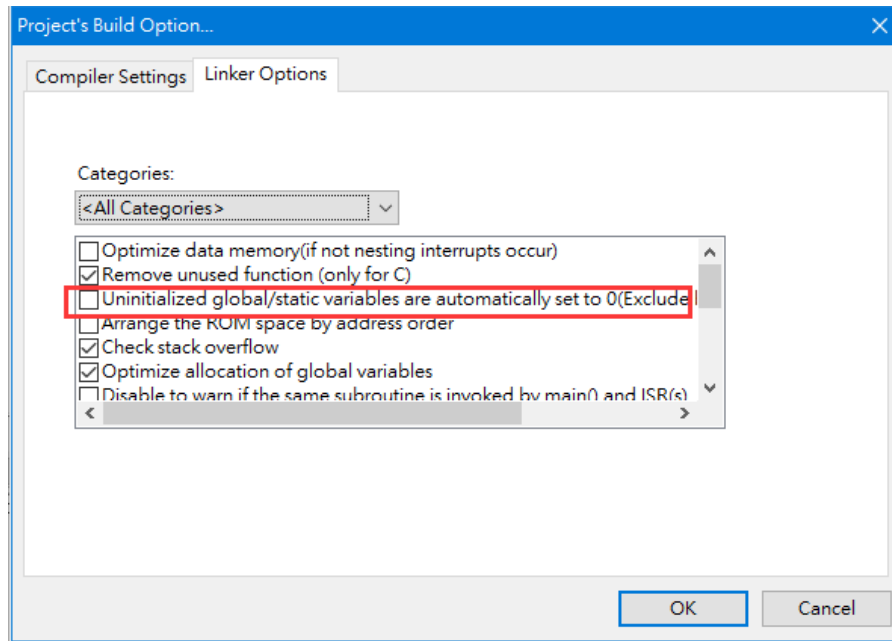 Project's Build Option...
Compiler Settings
Linker Options
Categories:
<All Categories>
Optimize data memory(if not nesting interrupts occur)
Remove unused function (only for C)
Uninitialized global/static variables are automatically set to 0(Exclude
Arrange the ROM space by address order
Check stack overflow
Optimize allocation of global variables
Disable to warn if the same subroutine is invoked by main() and ISR(s)
OK
Cancel